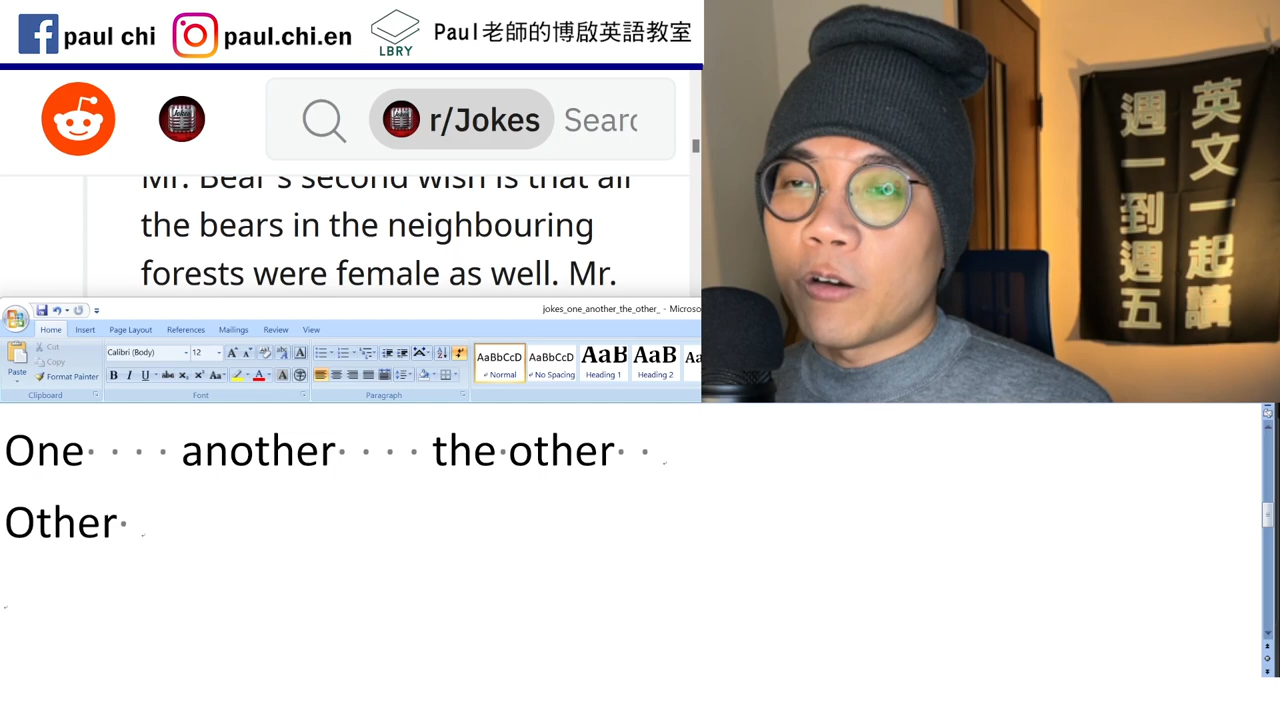 paul chi
paul.chi.en
LBRY
Paul老師的博啟英語教室
r/Jokes
Mr. Bear's second wish is that all
the bears in the neighbouring
forests were female as well. Mr.
jokes_one_another_the_other_ - Microso
Home Insert Page Layout References Mailings Review View
Paste
Cut
Copy
Format Painter
Calibri (Body) 12
AaBbCcD AaBbCcD AaBb AaBb
Normal No Spacing Heading 1 Heading 2
Clipboard Font Paragraph
One another the other
Other
英文一起讀
週一到週五